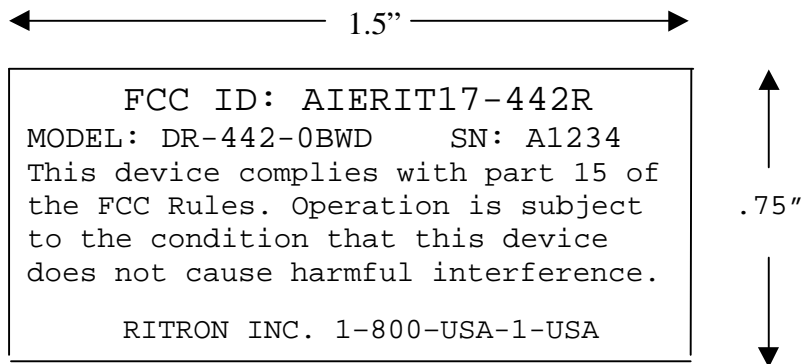 1.5”
FCC ID: AIERIT17-442R
MODEL: DR-442-0BWD SN: A1234
This device complies with part 15 of
the FCC Rules. Operation is subject
to the condition that this device
does not cause harmful interference.
RITRON INC. 1-800-USA-1-USA
.75”